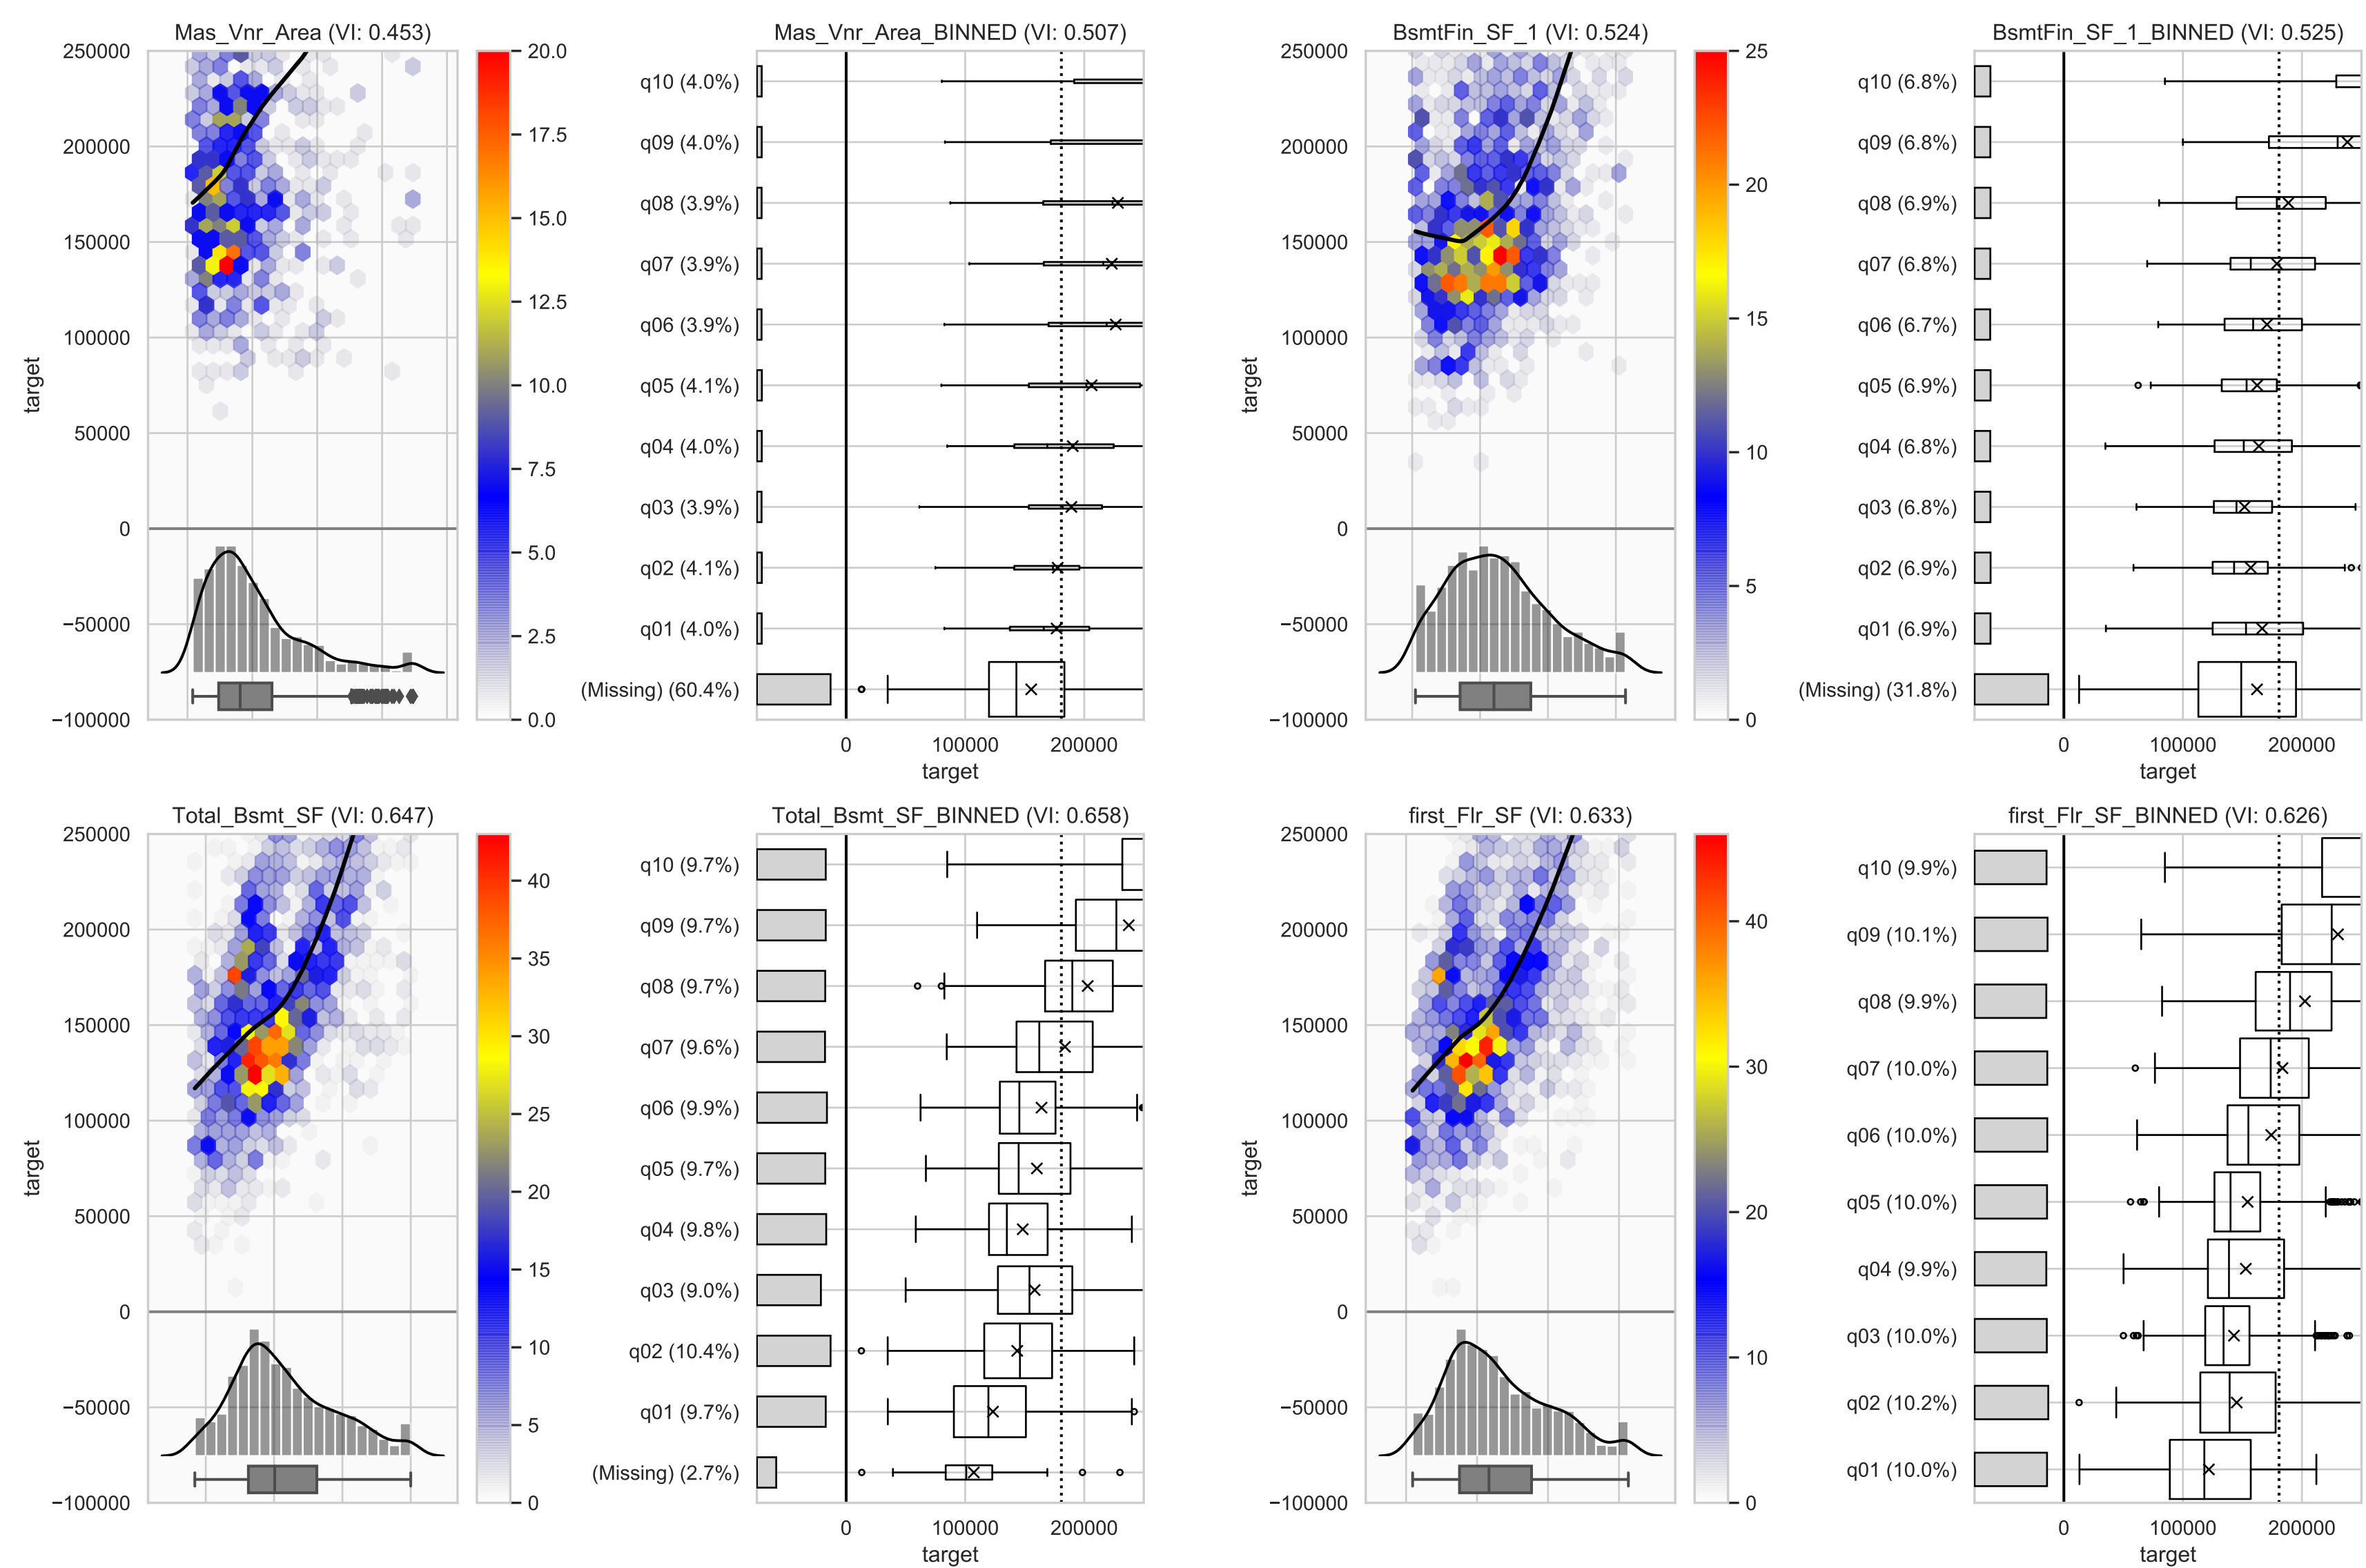 Mas_Vnr_Area (VI: 0.453)
250000
200000
150000
100000
50000
0
−50000
−100000
target
20.0
17.5
15.0
12.5
10.0
7.5
5.0
2.5
0.0
Mas_Vnr_Area_BINNED (VI: 0.507)
q10 (4.0%)
q09 (4.0%)
q08 (3.9%)
q07 (3.9%)
q06 (3.9%)
q05 (4.1%)
q04 (4.0%)
q03 (3.9%)
q02 (4.1%)
q01 (4.0%)
(Missing) (60.4%)
0 100000 200000
target
BsmtFin_SF_1 (VI: 0.524)
250000
200000
150000
100000
50000
0
−50000
−100000
target
25
20
15
10
5
0
BsmtFin_SF_1_BINNED (VI: 0.525)
q10 (6.8%)
q09 (6.8%)
q08 (6.9%)
q07 (6.8%)
q06 (6.7%)
q05 (6.9%)
q04 (6.8%)
q03 (6.8%)
q02 (6.9%)
q01 (6.9%)
(Missing) (31.8%)
0 100000 200000
target
Total_Bsmt_SF (VI: 0.647)
250000
200000
150000
100000
50000
0
−50000
−100000
target
40
35
30
25
20
15
10
5
0
Total_Bsmt_SF_BINNED (VI: 0.658)
q10 (9.7%)
q09 (9.7%)
q08 (9.7%)
q07 (9.6%)
q06 (9.9%)
q05 (9.7%)
q04 (9.8%)
q03 (9.0%)
q02 (10.4%)
q01 (9.7%)
(Missing) (2.7%)
0 100000 200000
target
first_Flr_SF (VI: 0.633)
250000
200000
150000
100000
50000
0
−50000
−100000
target
40
30
20
10
0
first_Flr_SF_BINNED (VI: 0.626)
q10 (9.9%)
q09 (10.1%)
q08 (9.9%)
q07 (10.0%)
q06 (10.0%)
q05 (10.0%)
q04 (9.9%)
q03 (10.0%)
q02 (10.2%)
q01 (10.0%)
0 100000 200000
target